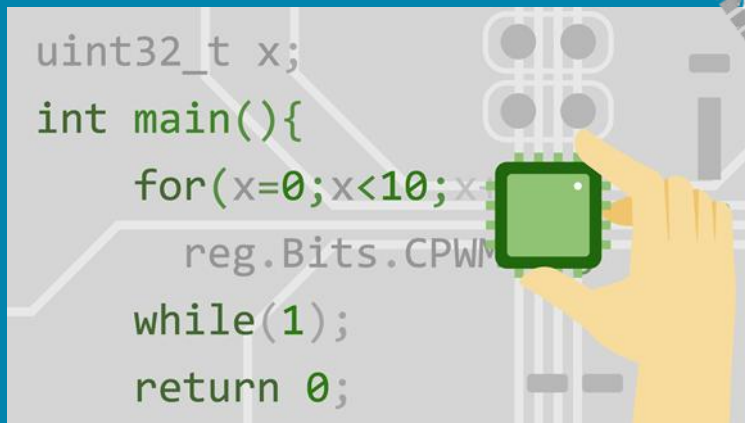 uint32_t x;
int main(){
for(x=0;x<10;x
reg.Bits.CPWM
while(1);
return 0;